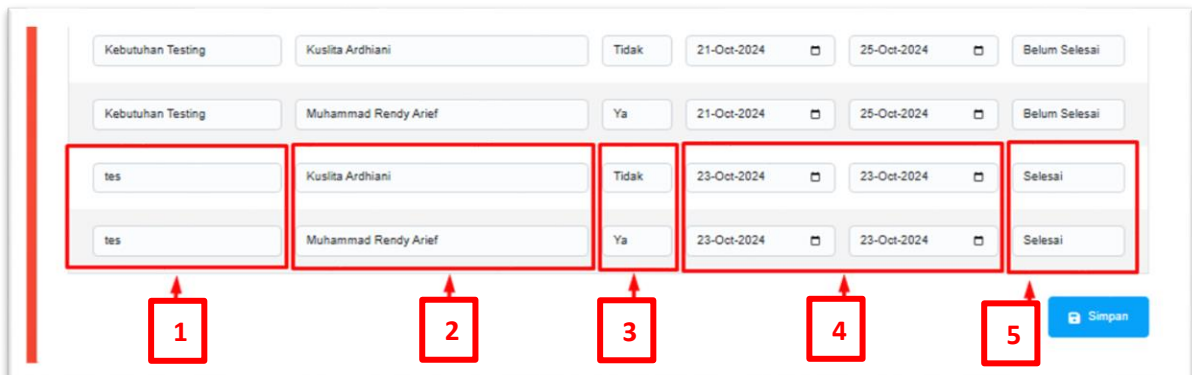 Kebutuhan Testing Kuslita Ardhiani Tidak 21-Oct-2024 25-Oct-2024 Belum Selesai
Kebutuhan Testing Muhammad Rendy Arief Ya 21-Oct-2024 25-Oct-2024 Belum Selesai
tes Kuslita Ardhiani Tidak 23-Oct-2024 23-Oct-2024 Selesai
tes Muhammad Rendy Arief Ya 23-Oct-2024 23-Oct-2024 Selesai
1 2 3 4 5
Simpan